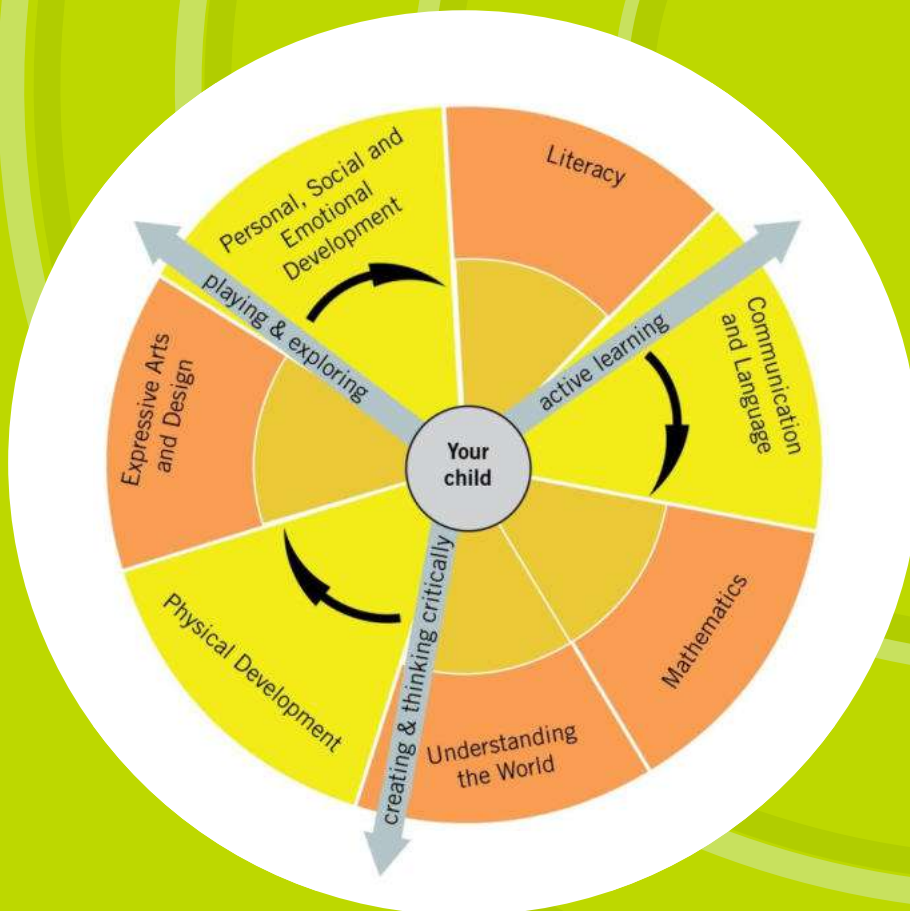 Personal, Social and
Emotional
Development
Literacy
playing & exploring
active learning
Communication
and Language
Expressive Arts
and Design
Your
child
creating & thinking critically
Mathematics
Physical Development
Understanding
the World